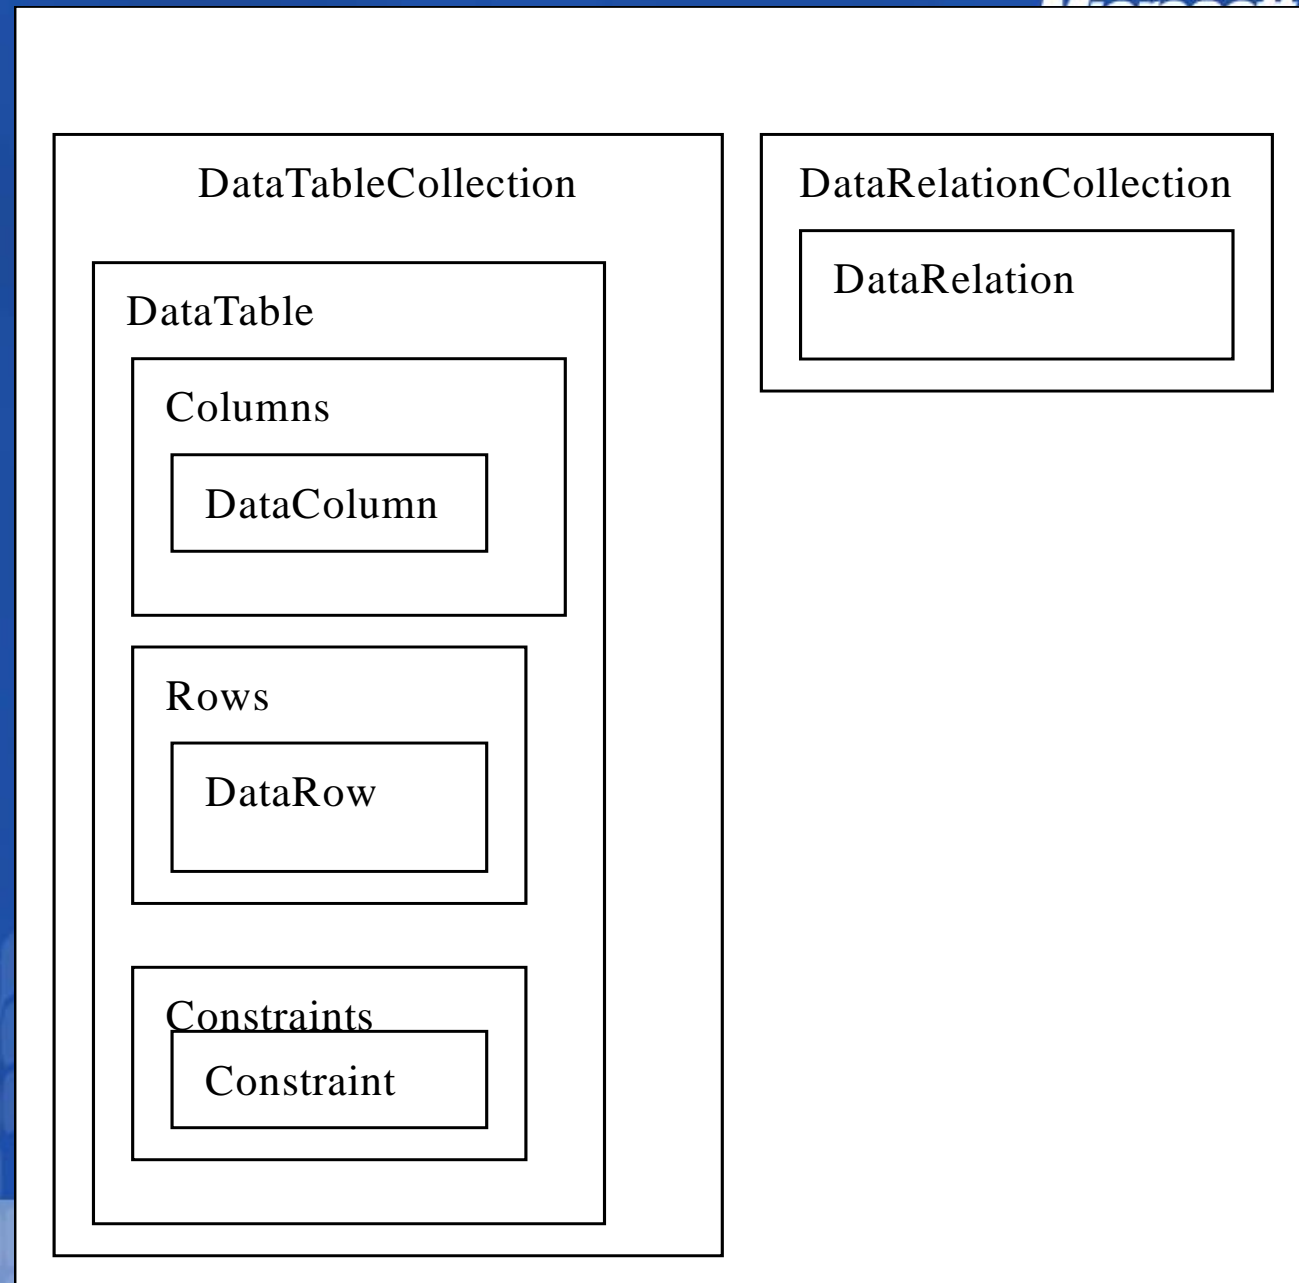 DataTableCollection
DataTable
Columns
DataColumn
Rows
DataRow
Constraints
Constraint
DataRelationCollection
DataRelation